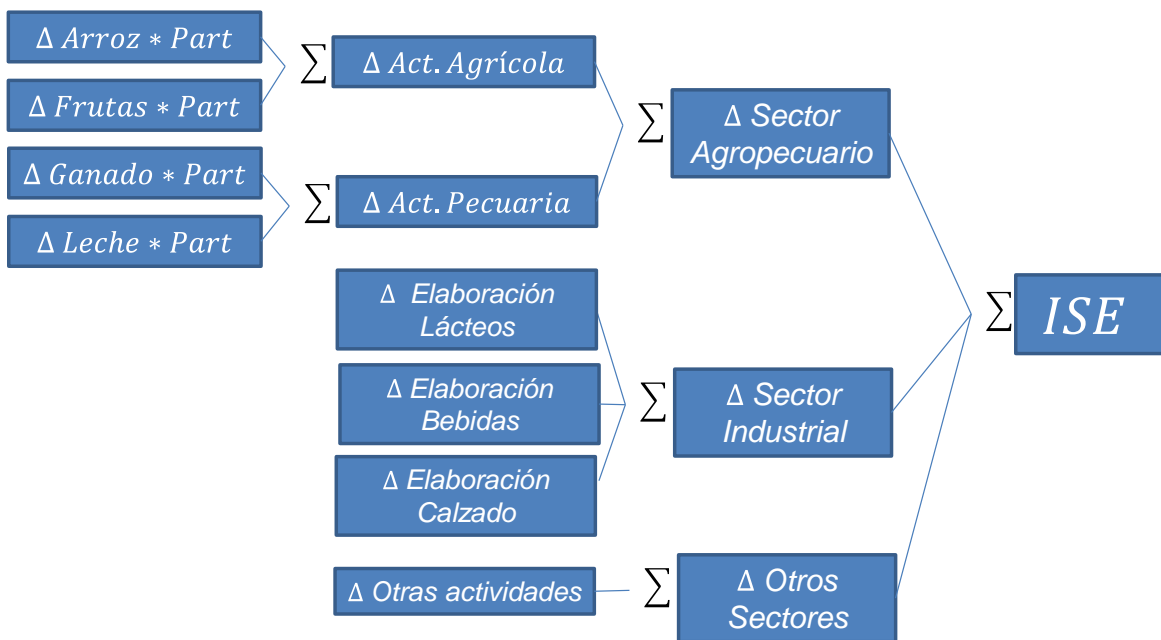 Δ Arroz ∗ Part
Δ Frutas ∗ Part
∑
Δ Act. Agrícola
Δ Ganado ∗ Part
Δ Leche ∗ Part
∑
Δ Act. Pecuaria
∑
Δ Sector
Agropecuario
Δ Elaboración
Lácteos
Δ Elaboración
Bebidas
Δ Elaboración
Calzado
∑
Δ Sector
Industrial
Δ Otras actividades
∑
Δ Otros
Sectores
∑
ISE